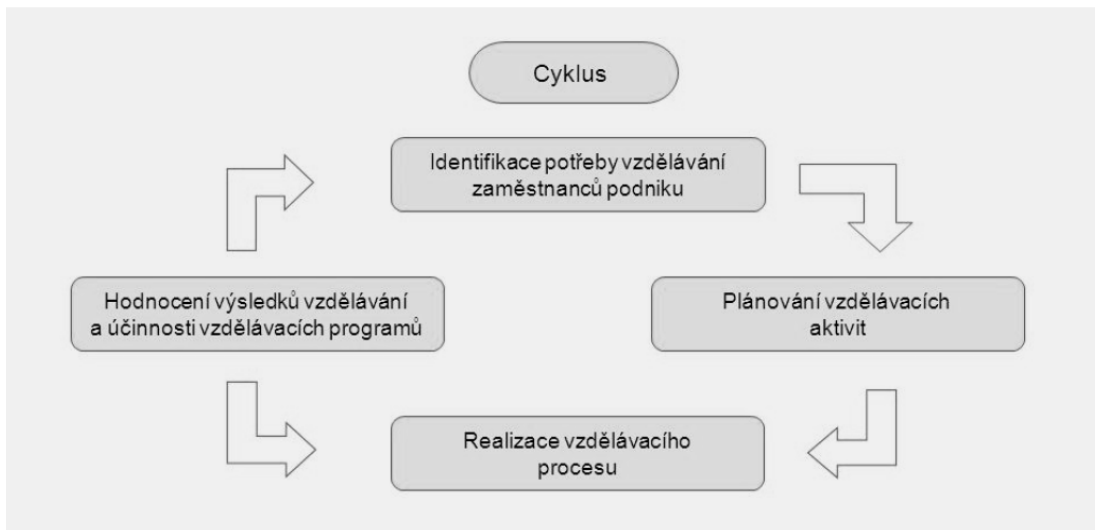 Cyklus
Identifikace potřeby vzdělávání
zaměstnanců podniku
Hodnocení výsledků vzdělávání
a účinnosti vzdělávacích programů
Plánování vzdělávacích
aktivit
Realizace vzdělávacího
procesu